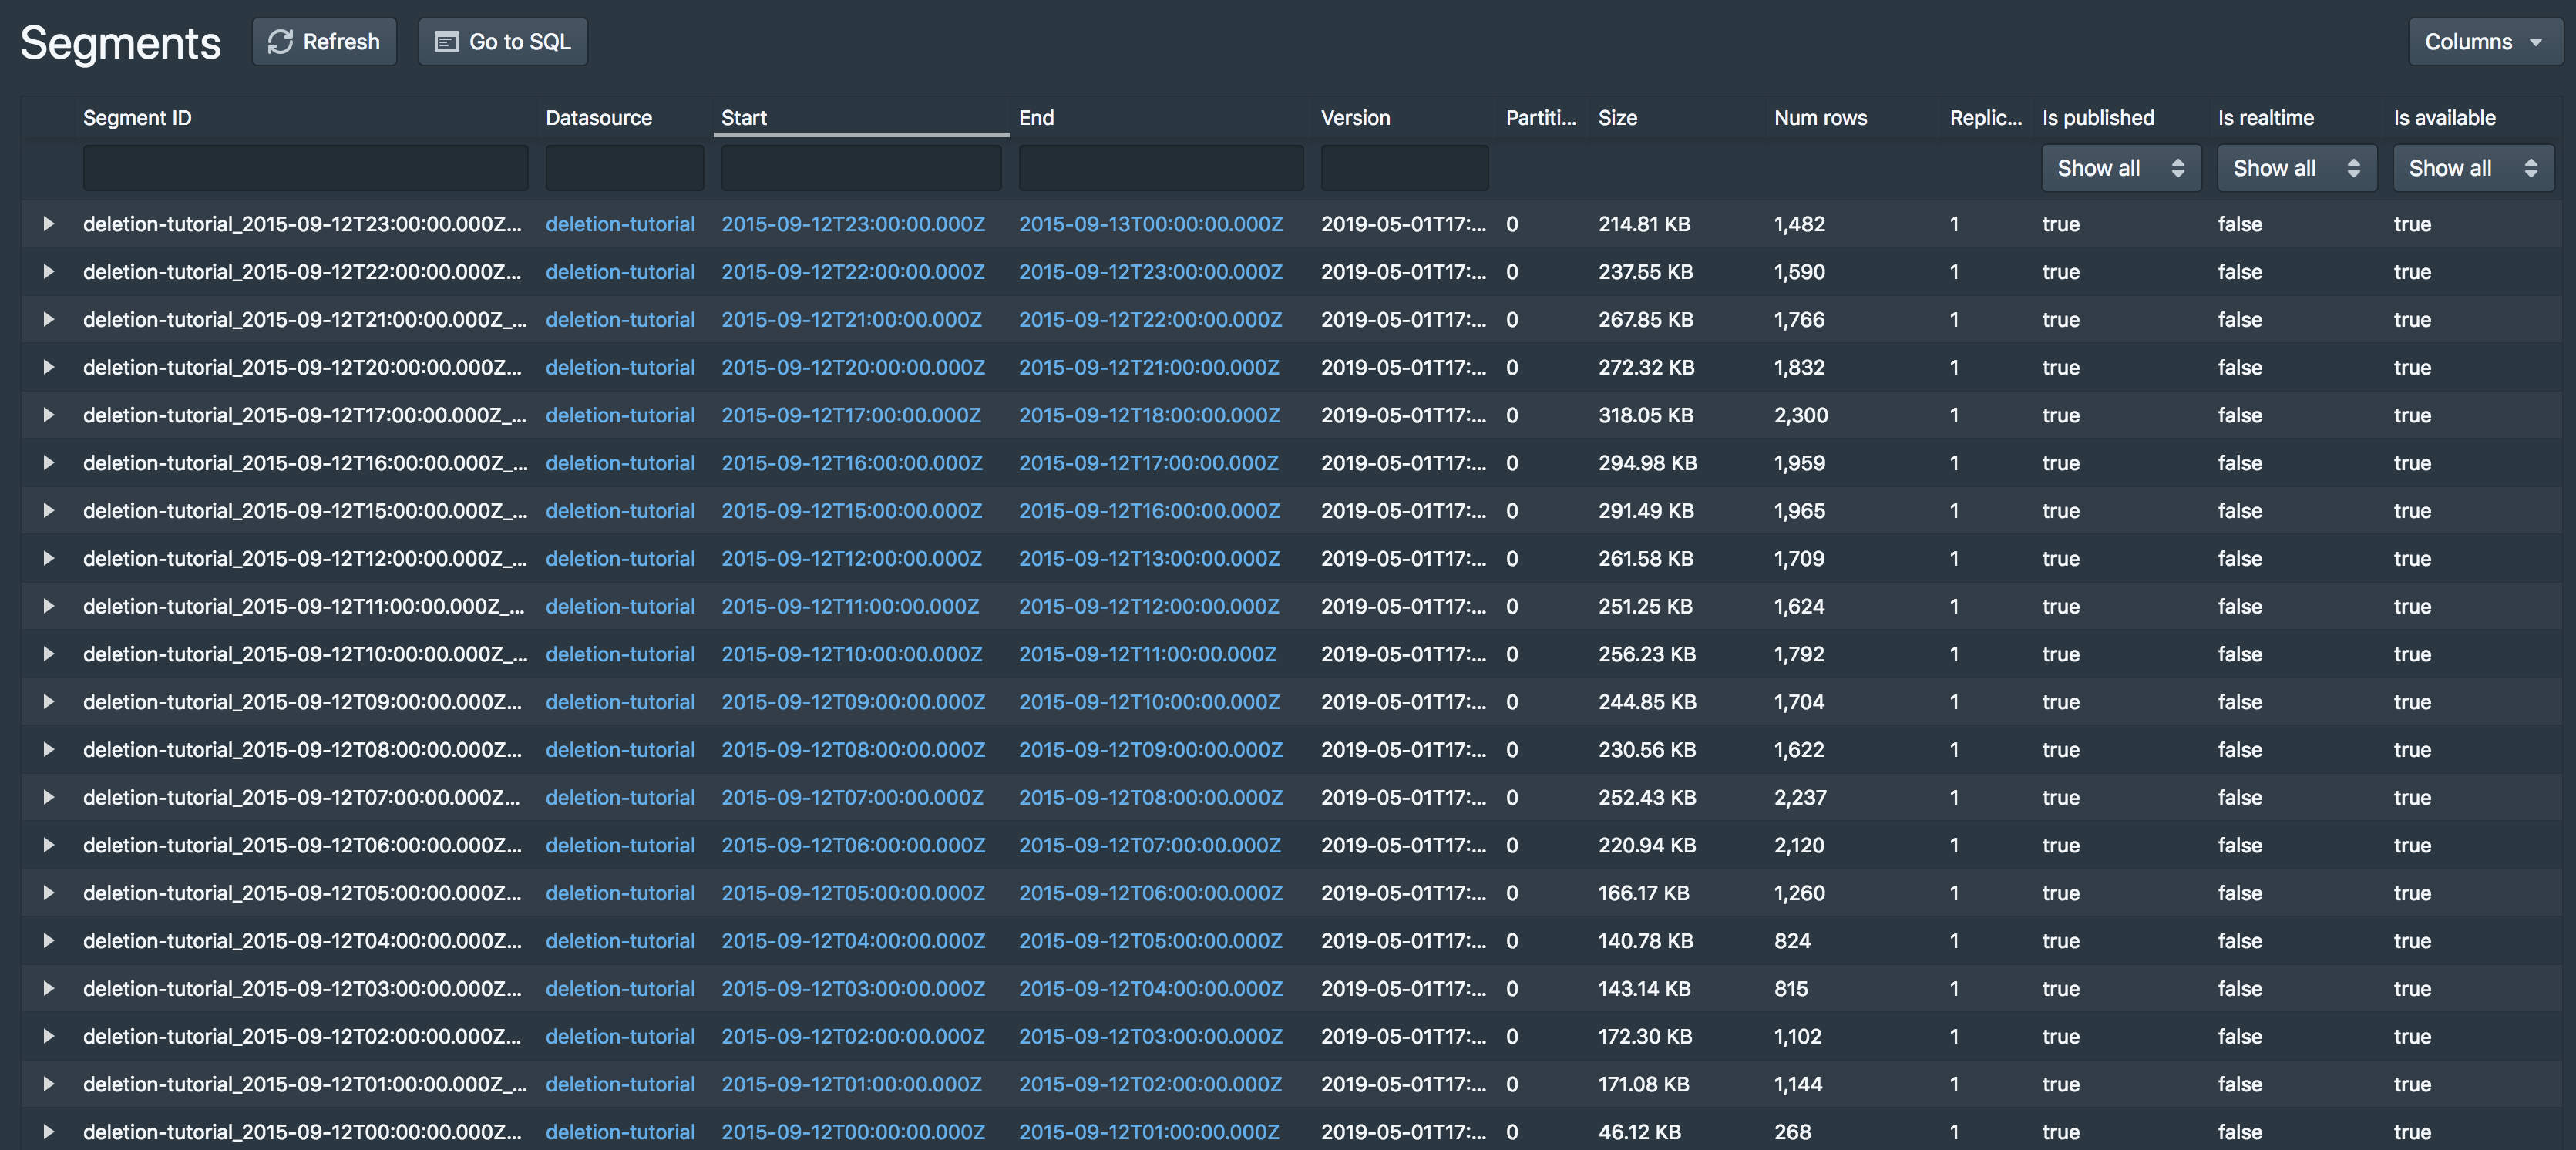 Segments Refresh Go to SQL Columns
Segment ID Datasource Start End Version Partiti... Size Num rows Replic... Is published Is realtime Is available
Show all Show all Show all
deletion-tutorial_2015-09-12T23:00:00.000Z... deletion-tutorial 2015-09-12T23:00:00.000Z 2015-09-13T00:00:00.000Z 2019-05-01T17:... 0 214.81 KB 1,482 1 true false true
deletion-tutorial_2015-09-12T22:00:00.000Z... deletion-tutorial 2015-09-12T22:00:00.000Z 2015-09-12T23:00:00.000Z 2019-05-01T17:... 0 237.55 KB 1,590 1 true false true
deletion-tutorial_2015-09-12T21:00:00.000Z_... deletion-tutorial 2015-09-12T21:00:00.000Z 2015-09-12T22:00:00.000Z 2019-05-01T17:... 0 267.85 KB 1,766 1 true false true
deletion-tutorial_2015-09-12T20:00:00.000Z... deletion-tutorial 2015-09-12T20:00:00.000Z 2015-09-12T21:00:00.000Z 2019-05-01T17:... 0 272.32 KB 1,832 1 true false true
deletion-tutorial_2015-09-12T17:00:00.000Z_... deletion-tutorial 2015-09-12T17:00:00.000Z 2015-09-12T18:00:00.000Z 2019-05-01T17:... 0 318.05 KB 2,300 1 true false true
deletion-tutorial_2015-09-12T16:00:00.000Z_... deletion-tutorial 2015-09-12T16:00:00.000Z 2015-09-12T17:00:00.000Z 2019-05-01T17:... 0 294.98 KB 1,959 1 true false true
deletion-tutorial_2015-09-12T15:00:00.000Z_... deletion-tutorial 2015-09-12T15:00:00.000Z 2015-09-12T16:00:00.000Z 2019-05-01T17:... 0 291.49 KB 1,965 1 true false true
deletion-tutorial_2015-09-12T12:00:00.000Z_... deletion-tutorial 2015-09-12T12:00:00.000Z 2015-09-12T13:00:00.000Z 2019-05-01T17:... 0 261.58 KB 1,709 1 true false true
deletion-tutorial_2015-09-12T11:00:00.000Z_... deletion-tutorial 2015-09-12T11:00:00.000Z 2015-09-12T12:00:00.000Z 2019-05-01T17:... 0 251.25 KB 1,624 1 true false true
deletion-tutorial_2015-09-12T10:00:00.000Z_... deletion-tutorial 2015-09-12T10:00:00.000Z 2015-09-12T11:00:00.000Z 2019-05-01T17:... 0 256.23 KB 1,792 1 true false true
deletion-tutorial_2015-09-12T09:00:00.000Z... deletion-tutorial 2015-09-12T09:00:00.000Z 2015-09-12T10:00:00.000Z 2019-05-01T17:... 0 244.85 KB 1,704 1 true false true
deletion-tutorial_2015-09-12T08:00:00.000Z... deletion-tutorial 2015-09-12T08:00:00.000Z 2015-09-12T09:00:00.000Z 2019-05-01T17:... 0 230.56 KB 1,622 1 true false true
deletion-tutorial_2015-09-12T07:00:00.000Z... deletion-tutorial 2015-09-12T07:00:00.000Z 2015-09-12T08:00:00.000Z 2019-05-01T17:... 0 252.43 KB 2,237 1 true false true
deletion-tutorial_2015-09-12T06:00:00.000Z... deletion-tutorial 2015-09-12T06:00:00.000Z 2015-09-12T07:00:00.000Z 2019-05-01T17:... 0 220.94 KB 2,120 1 true false true
deletion-tutorial_2015-09-12T05:00:00.000Z... deletion-tutorial 2015-09-12T05:00:00.000Z 2015-09-12T06:00:00.000Z 2019-05-01T17:... 0 166.17 KB 1,260 1 true false true
deletion-tutorial_2015-09-12T04:00:00.000Z... deletion-tutorial 2015-09-12T04:00:00.000Z 2015-09-12T05:00:00.000Z 2019-05-01T17:... 0 140.78 KB 824 1 true false true
deletion-tutorial_2015-09-12T03:00:00.000Z... deletion-tutorial 2015-09-12T03:00:00.000Z 2015-09-12T04:00:00.000Z 2019-05-01T17:... 0 143.14 KB 815 1 true false true
deletion-tutorial_2015-09-12T02:00:00.000Z... deletion-tutorial 2015-09-12T02:00:00.000Z 2015-09-12T03:00:00.000Z 2019-05-01T17:... 0 172.30 KB 1,102 1 true false true
deletion-tutorial_2015-09-12T01:00:00.000Z_... deletion-tutorial 2015-09-12T01:00:00.000Z 2015-09-12T02:00:00.000Z 2019-05-01T17:... 0 171.08 KB 1,144 1 true false true
deletion-tutorial_2015-09-12T00:00:00.000Z... deletion-tutorial 2015-09-12T00:00:00.000Z 2015-09-12T01:00:00.000Z 2019-05-01T17:... 0 46.12 KB 268 1 true false true